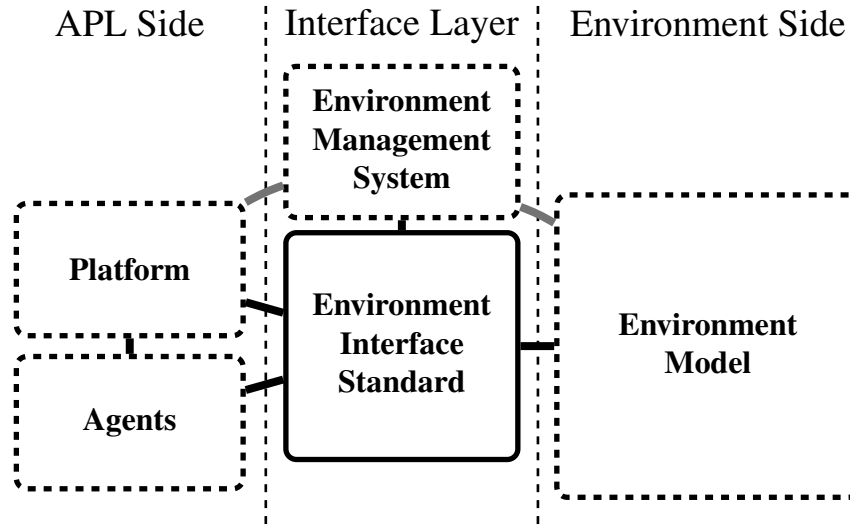 APL Side
Interface Layer
Environment Side
Environment
Management
System
Platform
Environment
Interface
Standard
Environment
Model
Agents